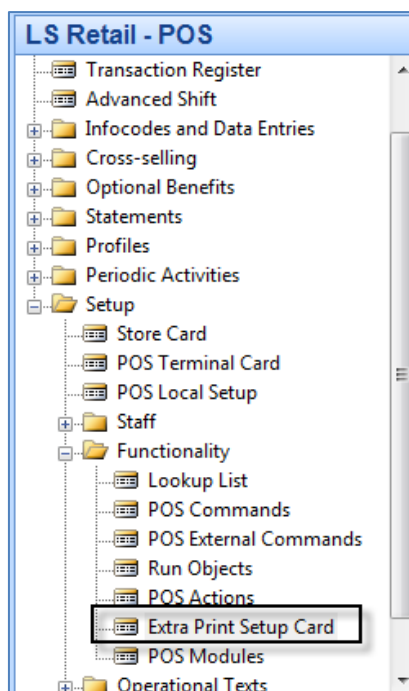 LS Retail - POS
Transaction Register
Advanced Shift
Infocodes and Data Entries
Cross-selling
Optional Benefits
Statements
Profiles
Periodic Activities
Setup
Store Card
POS Terminal Card
POS Local Setup
Staff
Functionality
Lookup List
POS Commands
POS External Commands
Run Objects
POS Actions
Extra Print Setup Card
POS Modules
Operational Texts